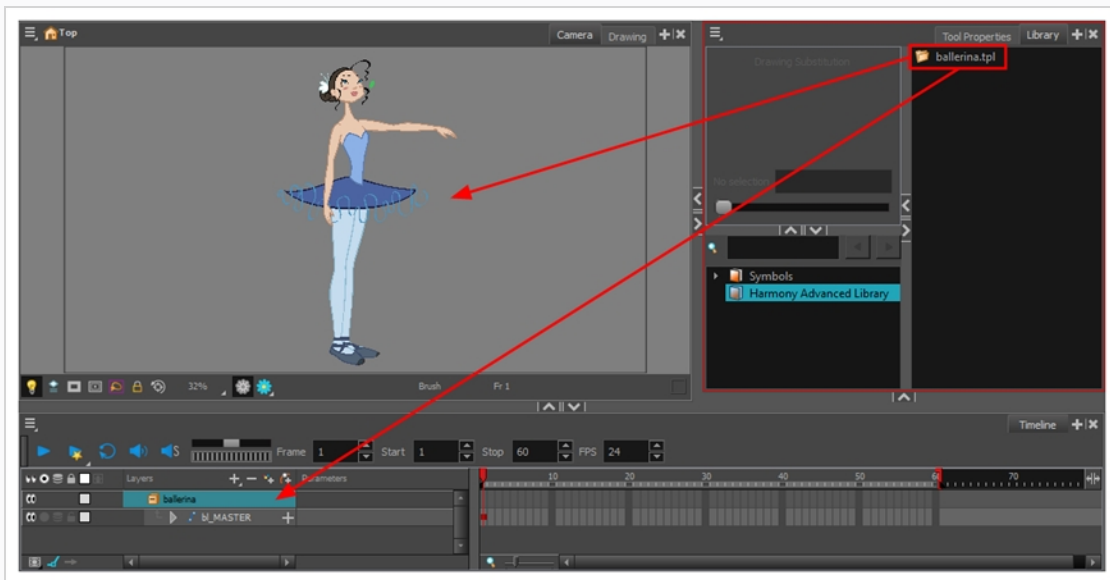 Top
Camera Drawing
Tool Properties Library
Drawing Substitution
ballerina.tpl
No selection
Symbols
Harmony Advanced Library
32% Brush Fr 1
Timeline
S Frame 1 Start 1 Stop 60 FPS 24
Layers Parameters 10 20 30 40 50 60 70
ballerina
bl_MASTER